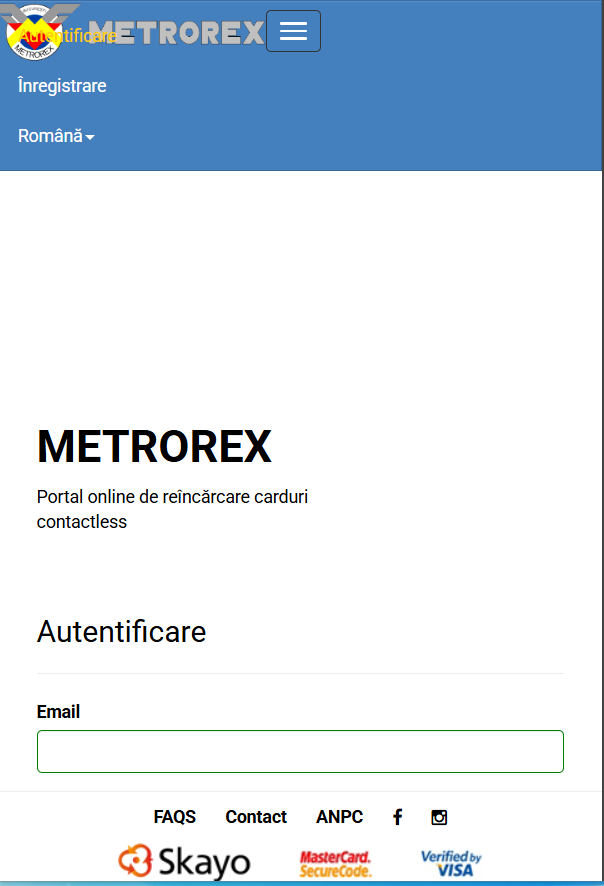 METROREX
METROREX
Autentificare
Înregistrare
Română
METROREX
Portal online de reîncărcare carduri
contactless
Autentificare
Email
FAQS Contact ANPC
Skayo MasterCard. SecureCode. Verified by VISA